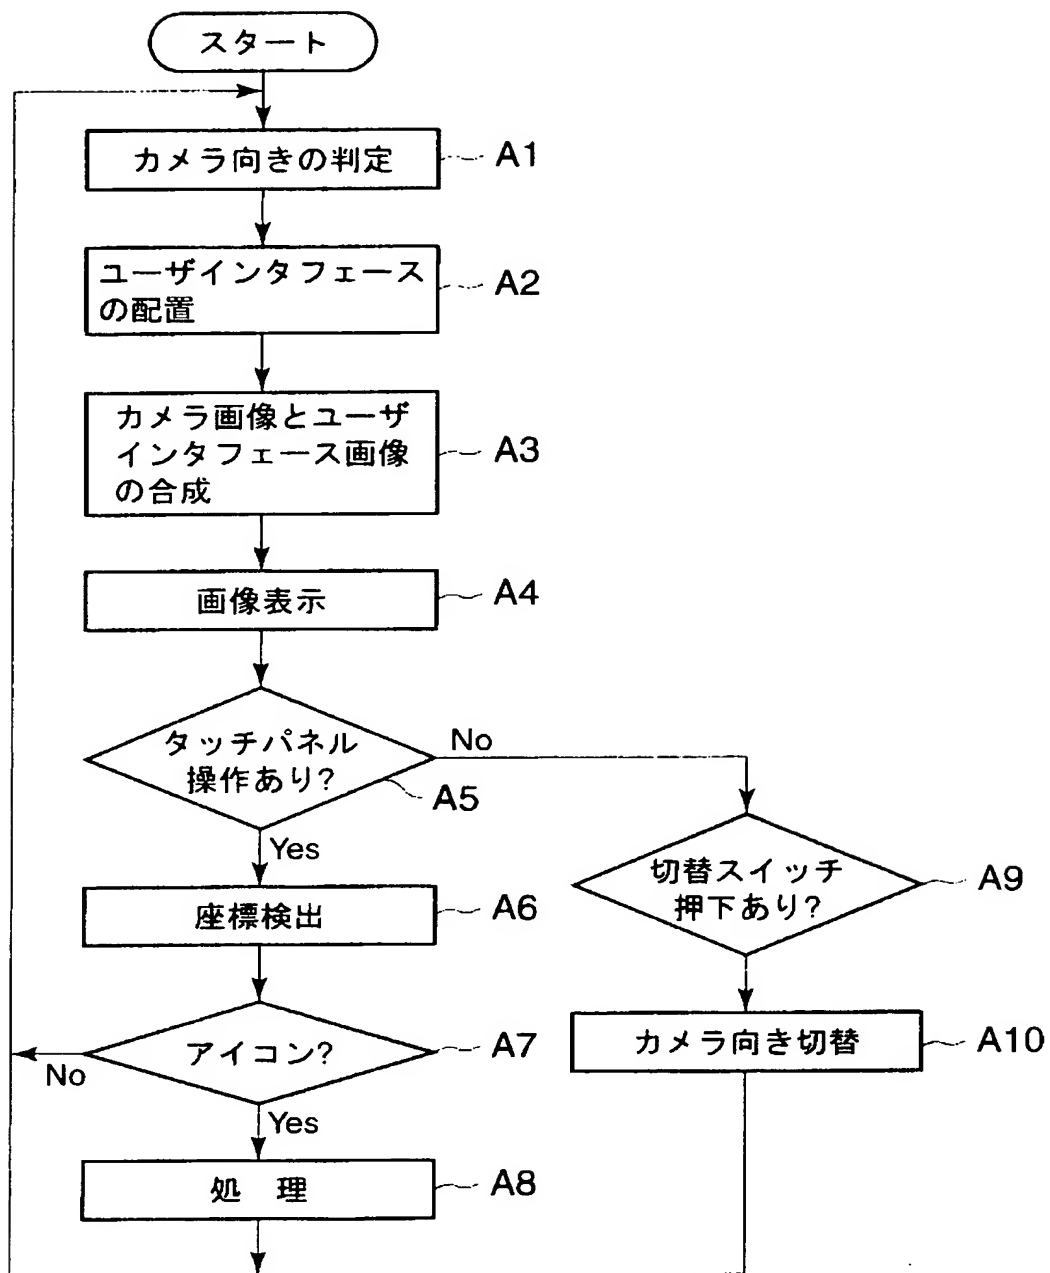 スタート
カメラ向きの判定
A1
ユーザインタフェース
の配置
A2
カメラ画像とユーザ
インタフェース画像
の合成
A3
画像表示
A4
タッチパネル
操作あり?
A5
No
Yes
座標検出
A6
切替スイッチ
押下あり?
A9
アイコン?
A7
No
Yes
カメラ向き切替
A10
処 理
A8